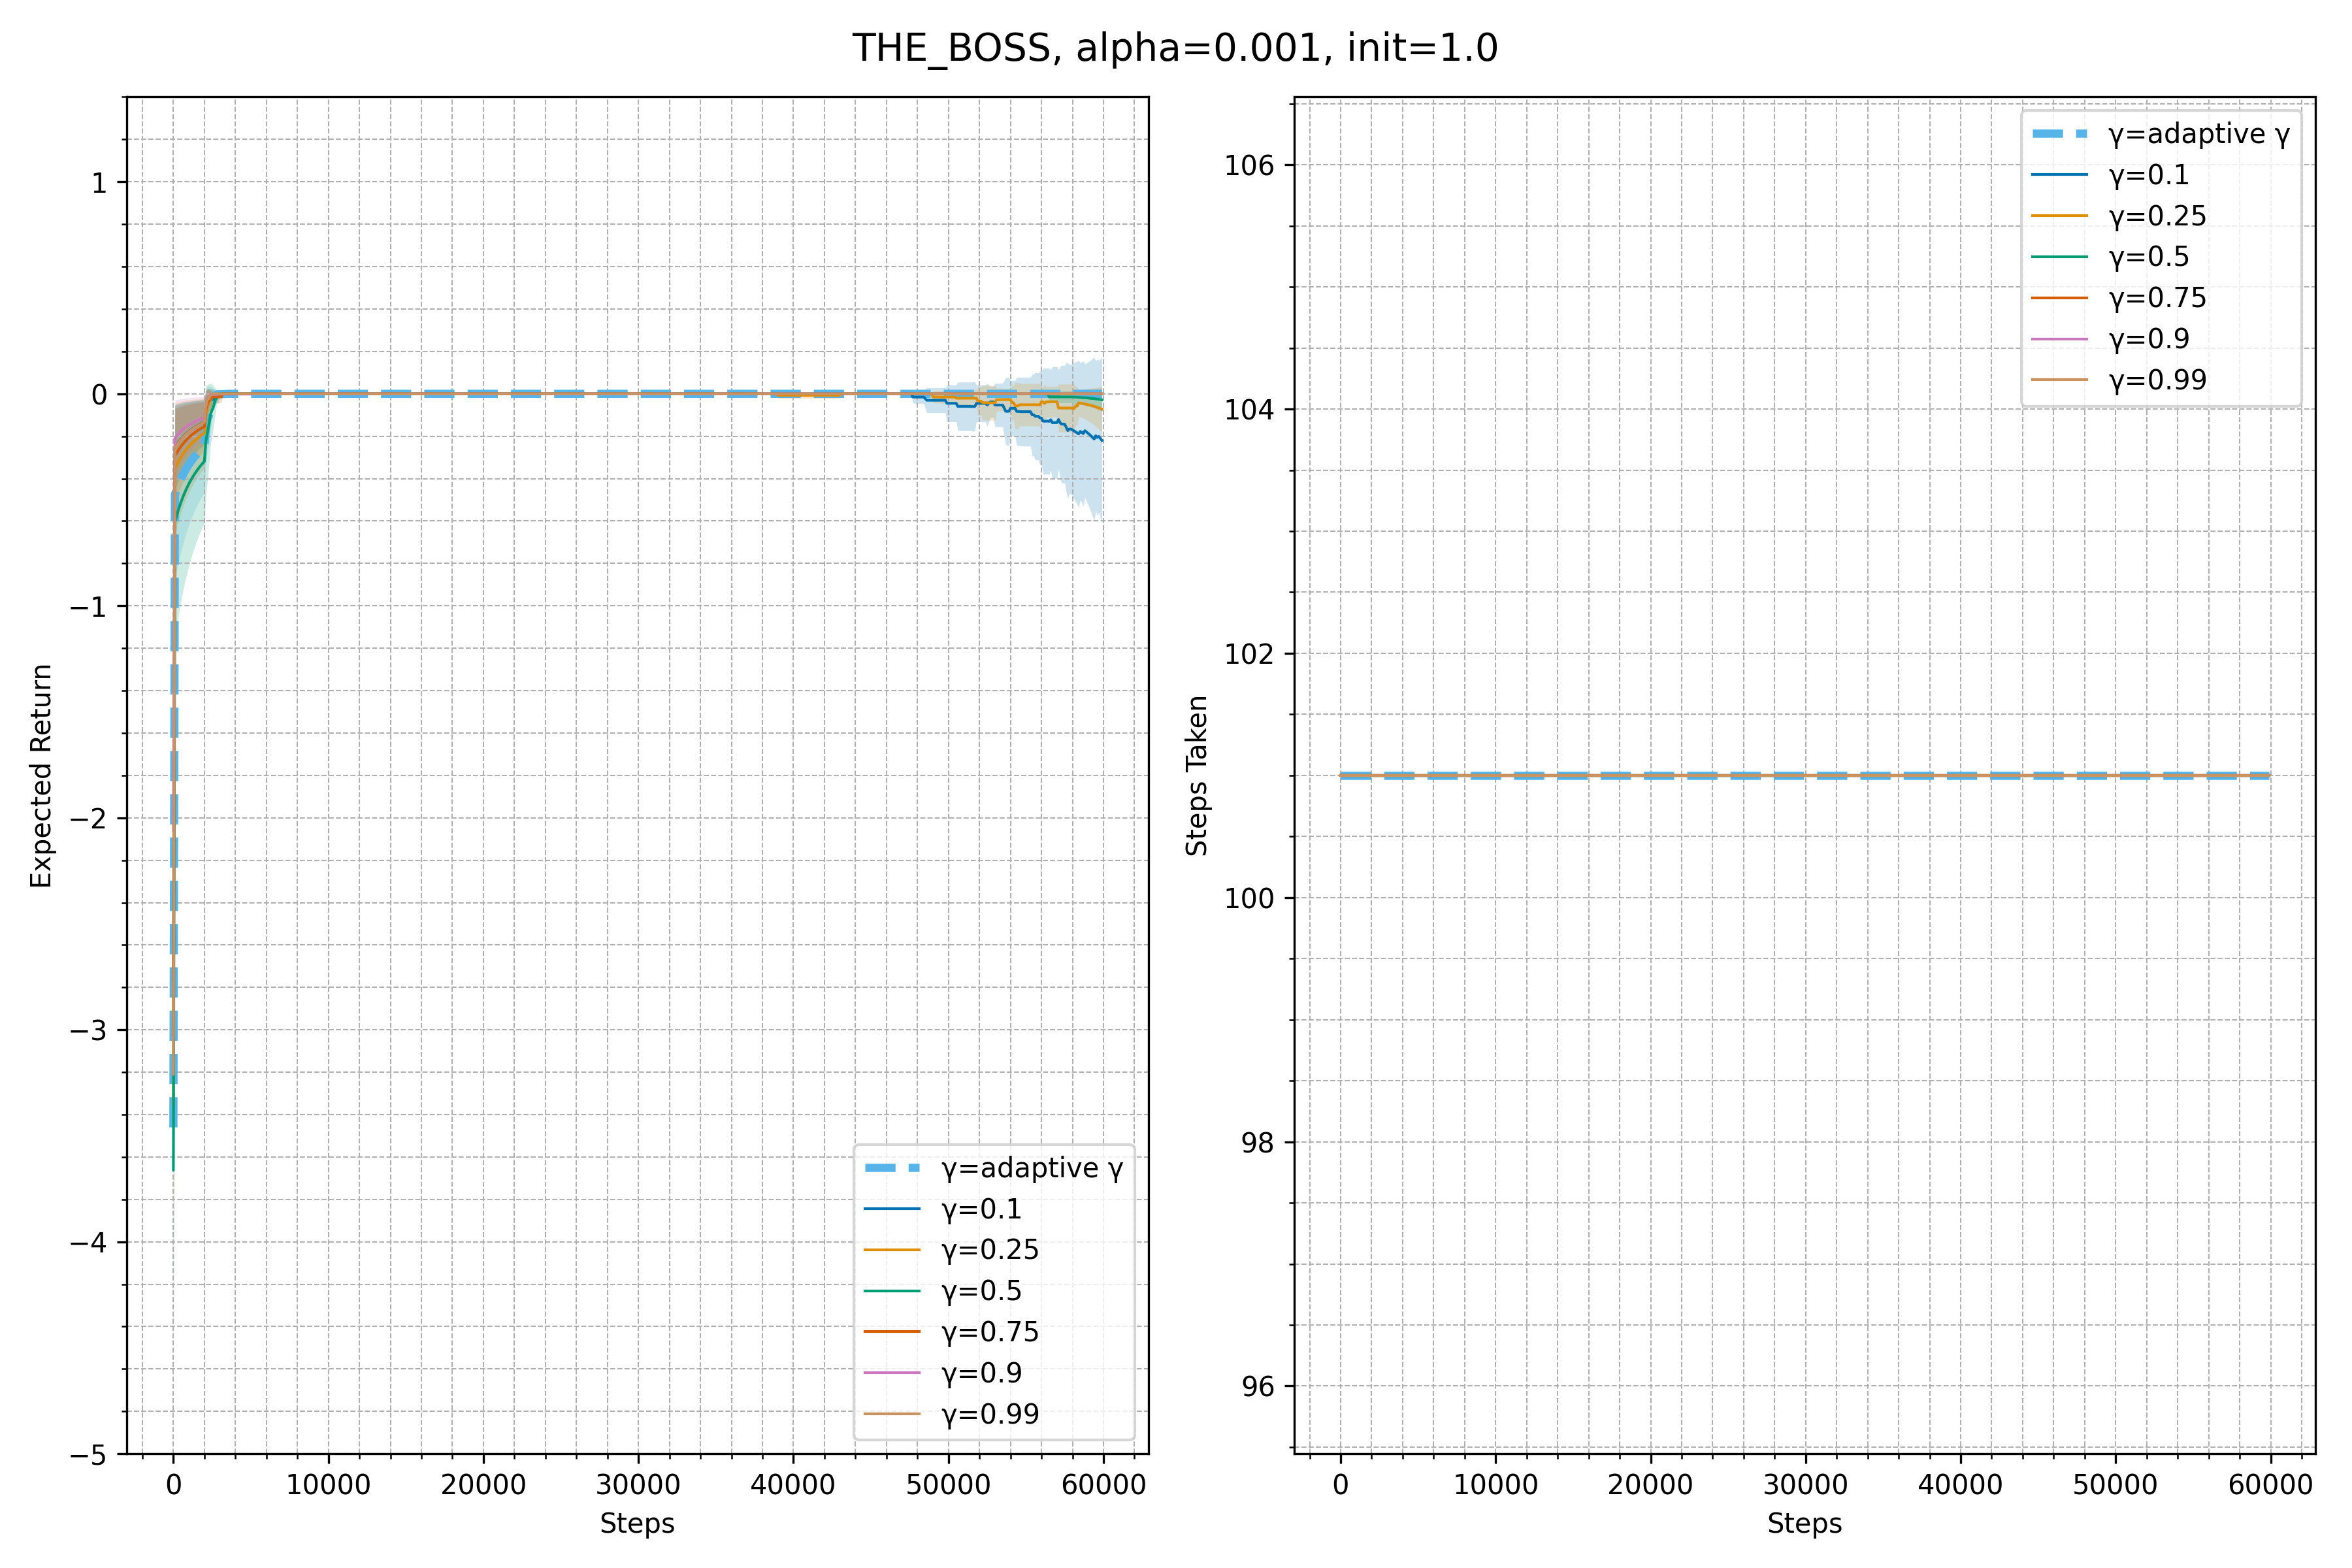 THE_BOSS, alpha=0.001, init=1.0
Expected Return
1
0
−1
−2
−3
−4
−5
0 10000 20000 30000 40000 50000 60000
Steps
γ=adaptive γ
γ=0.1
γ=0.25
γ=0.5
γ=0.75
γ=0.9
γ=0.99
Steps Taken
106
104
102
100
98
96
0 10000 20000 30000 40000 50000 60000
Steps
γ=adaptive γ
γ=0.1
γ=0.25
γ=0.5
γ=0.75
γ=0.9
γ=0.99